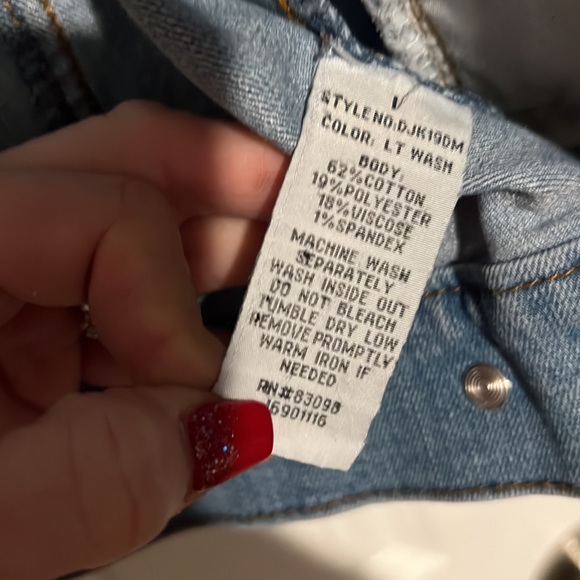 STYLE NO:DJK19DM
COLOR: LT WASH
BODY,
62%COTTON
19%POLYESTER
18%VISCOSE
1%SPANDEX
MACHINE WASH
SEPARATELY
WASH INSIDE OUT
DO NOT BLEACH
TUMBLE DRY LOW
REMOVE PROMPTLY
WARM IRON IF
NEEDED
RN#83098
16901116